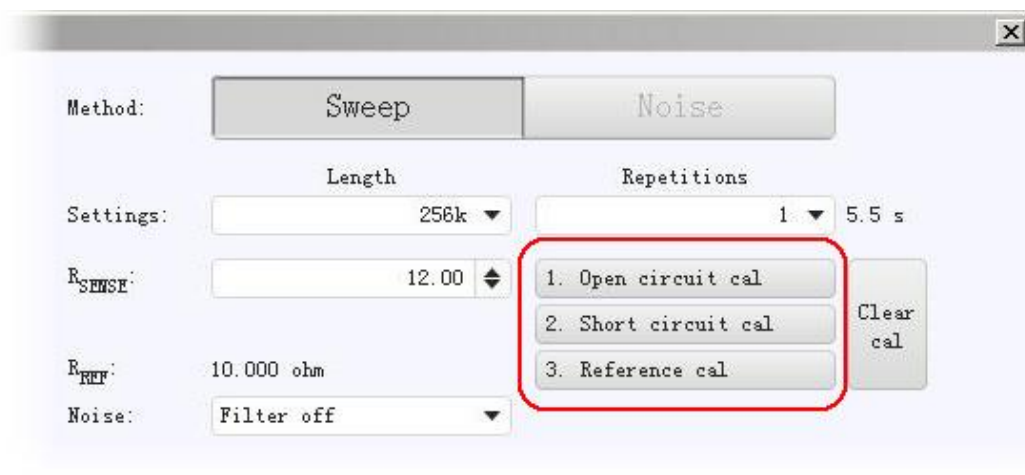 Method: Sweep Noise
Length Repetitions
Settings: 256k 1 5.5 s
RSENSE: 12.00 1. Open circuit cal
2. Short circuit cal
Clear
cal
RREF: 10.000 ohm 3. Reference cal
Noise: Filter off